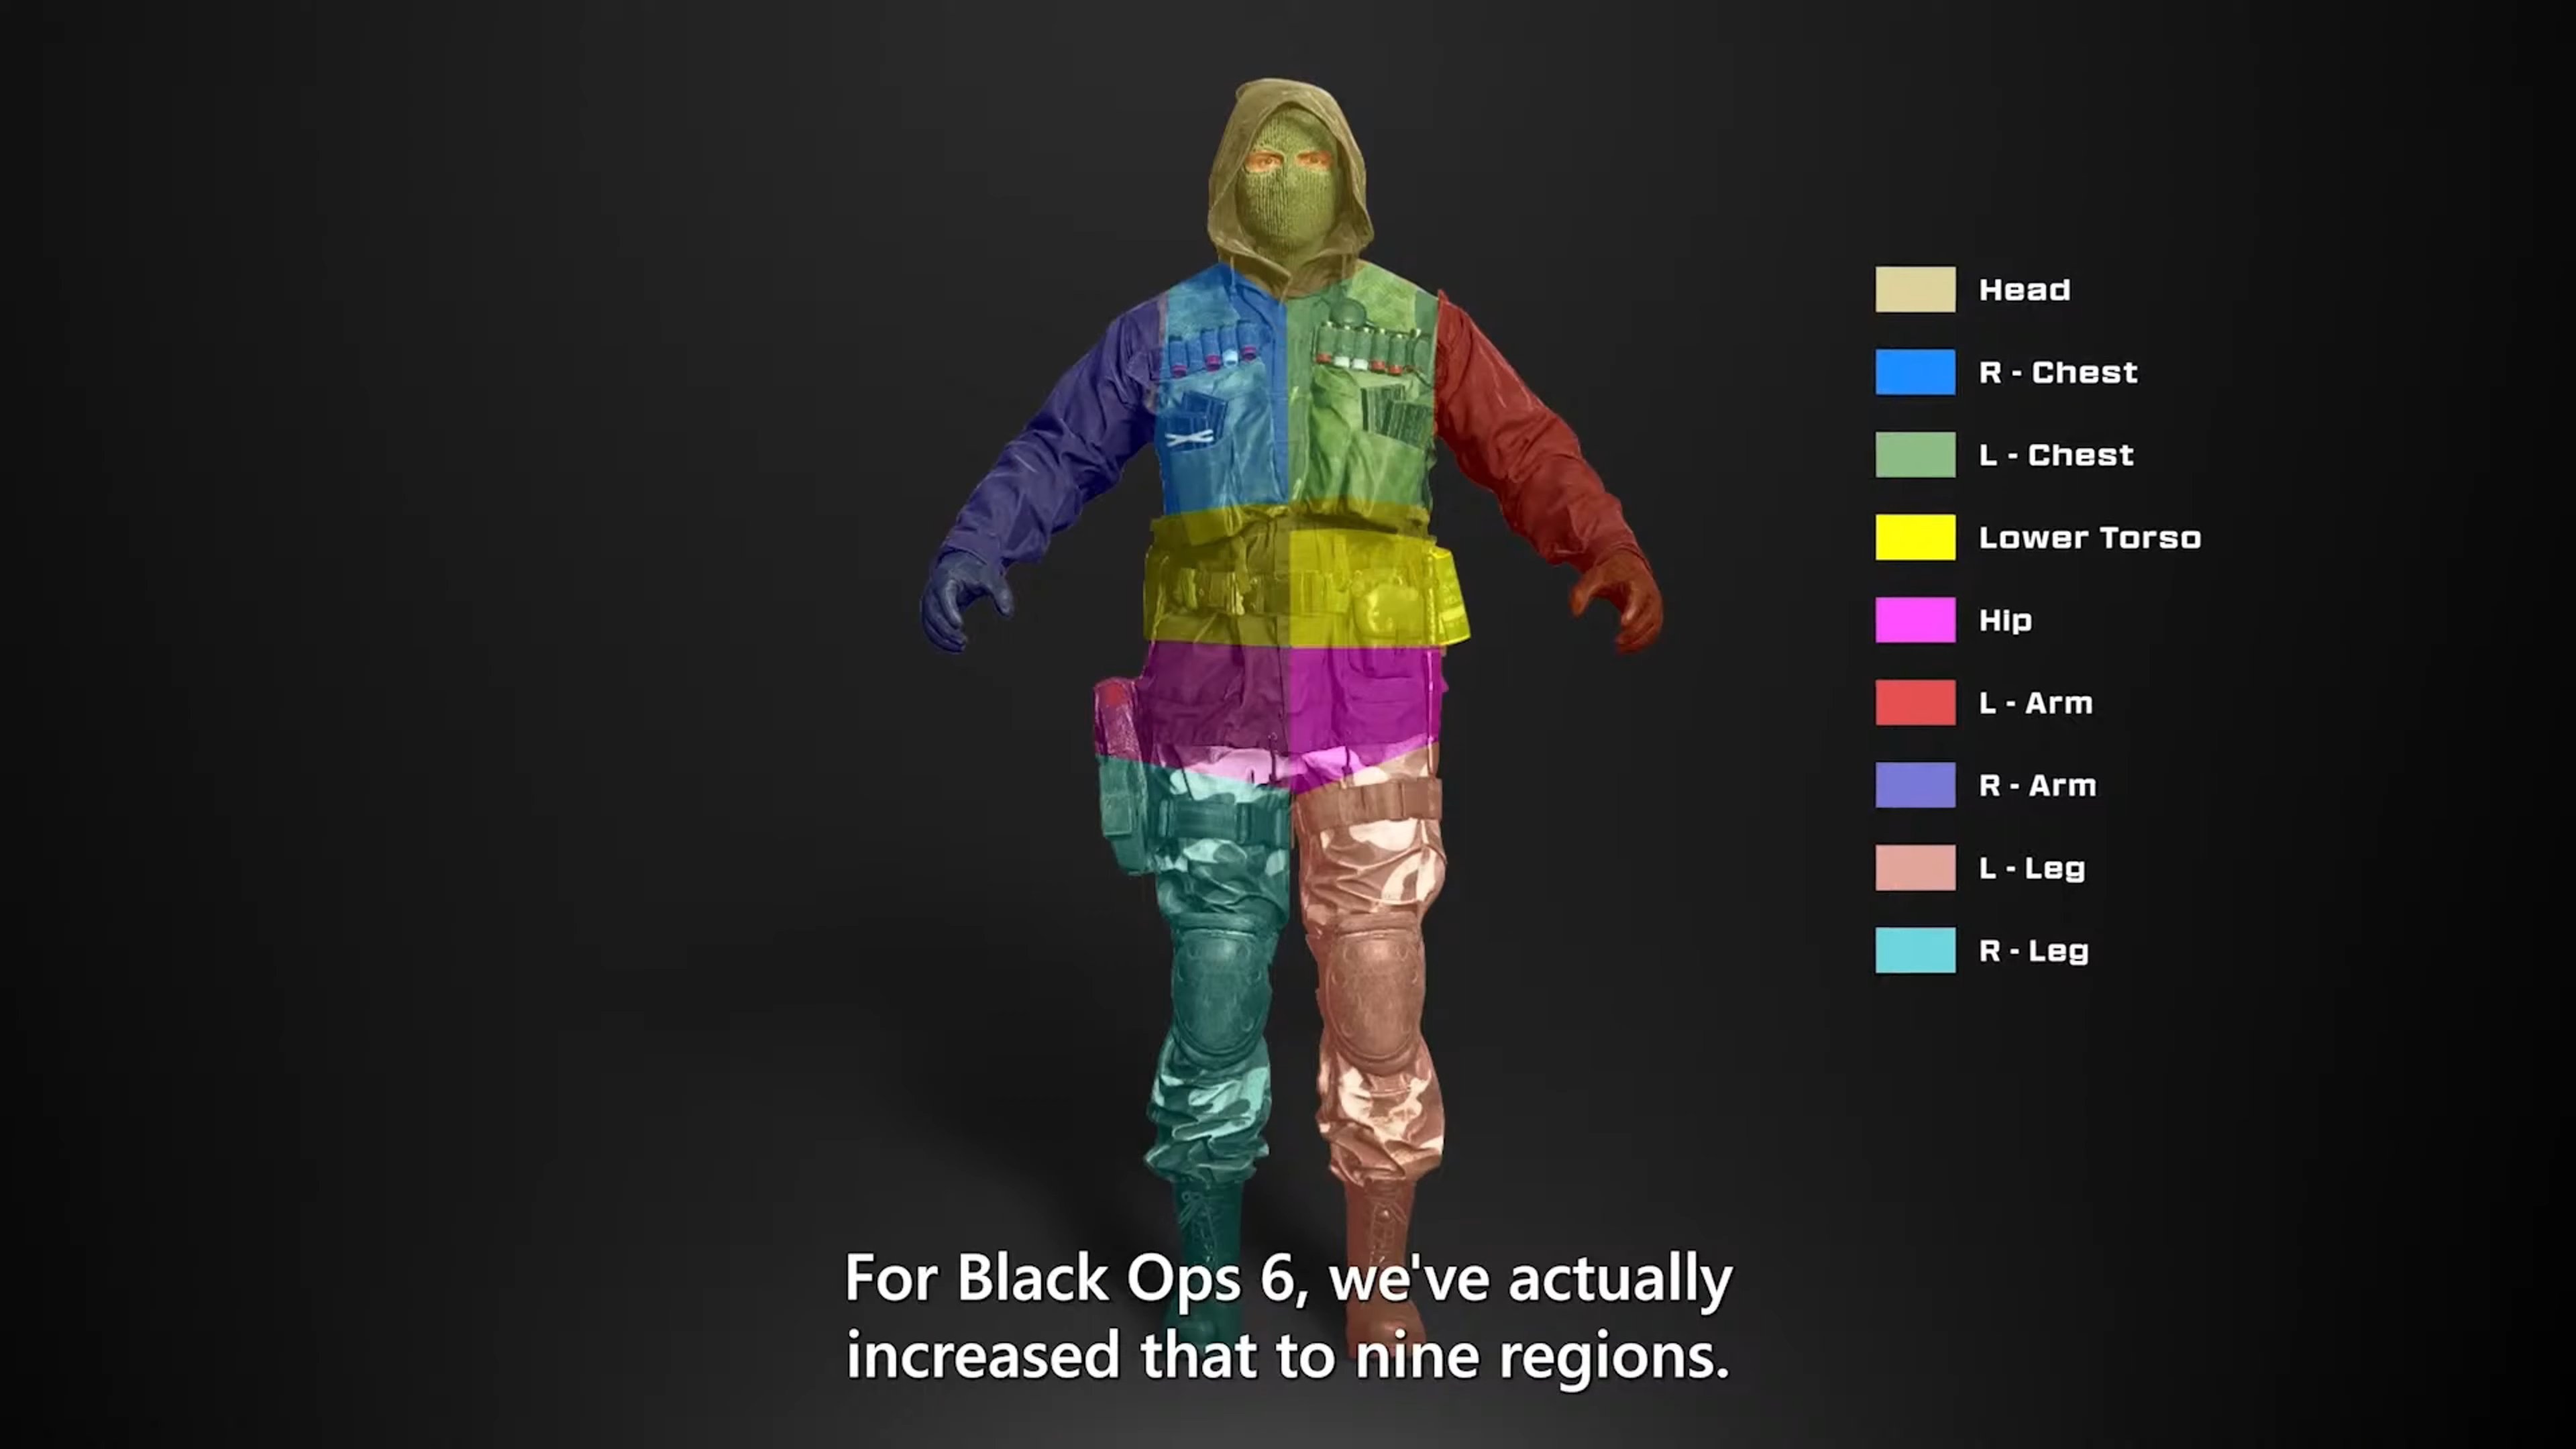 Head
R - Chest
L - Chest
Lower Torso
Hip
L - Arm
R - Arm
L - Leg
R - Leg
For Black Ops 6, we've actually
increased that to nine regions.